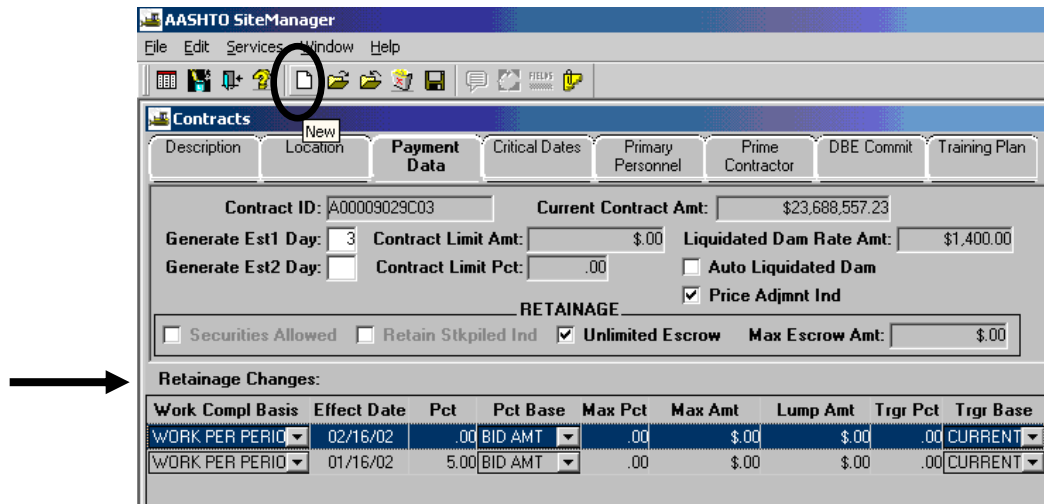 AASHTO SiteManager
File Edit Services Window Help
FIELDS
Contracts
New
Description Location Payment Data Critical Dates Primary Personnel Prime Contractor DBE Commit Training Plan
Contract ID: A00009029C03 Current Contract Amt: $23,688,557.23
Generate Est1 Day: 3 Contract Limit Amt: $.00 Liquidated Dam Rate Amt: $1,400.00
Generate Est2 Day: Contract Limit Pct: .00 Auto Liquidated Dam
Price Adjmnt Ind
RETAINAGE
Securities Allowed Retain Stkpiled Ind Unlimited Escrow Max Escrow Amt: $.00
Retainage Changes:
Work Compl Basis Effect Date Pct Pct Base Max Pct Max Amt Lump Amt Trgr Pct Trgr Base
WORK PER PERIO 02/16/02 .00 BID AMT .00 $.00 $.00 .00 CURRENT
WORK PER PERIO 01/16/02 5.00 BID AMT .00 $.00 $.00 .00 CURRENT